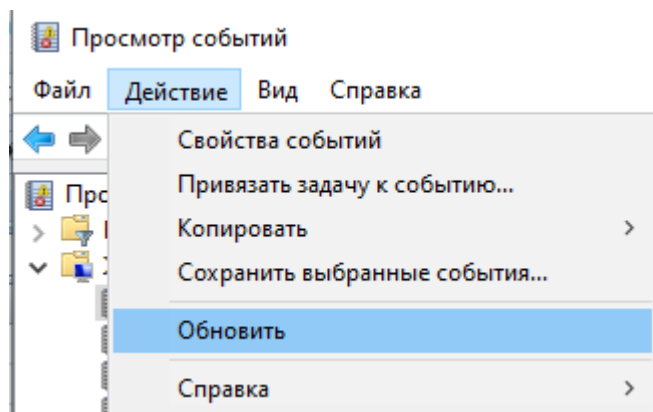 Просмотр событий
Файл Действие Вид Справка
Свойства событий
Привязать задачу к событию...
Копировать
Сохранить выбранные события...
Обновить
Справка